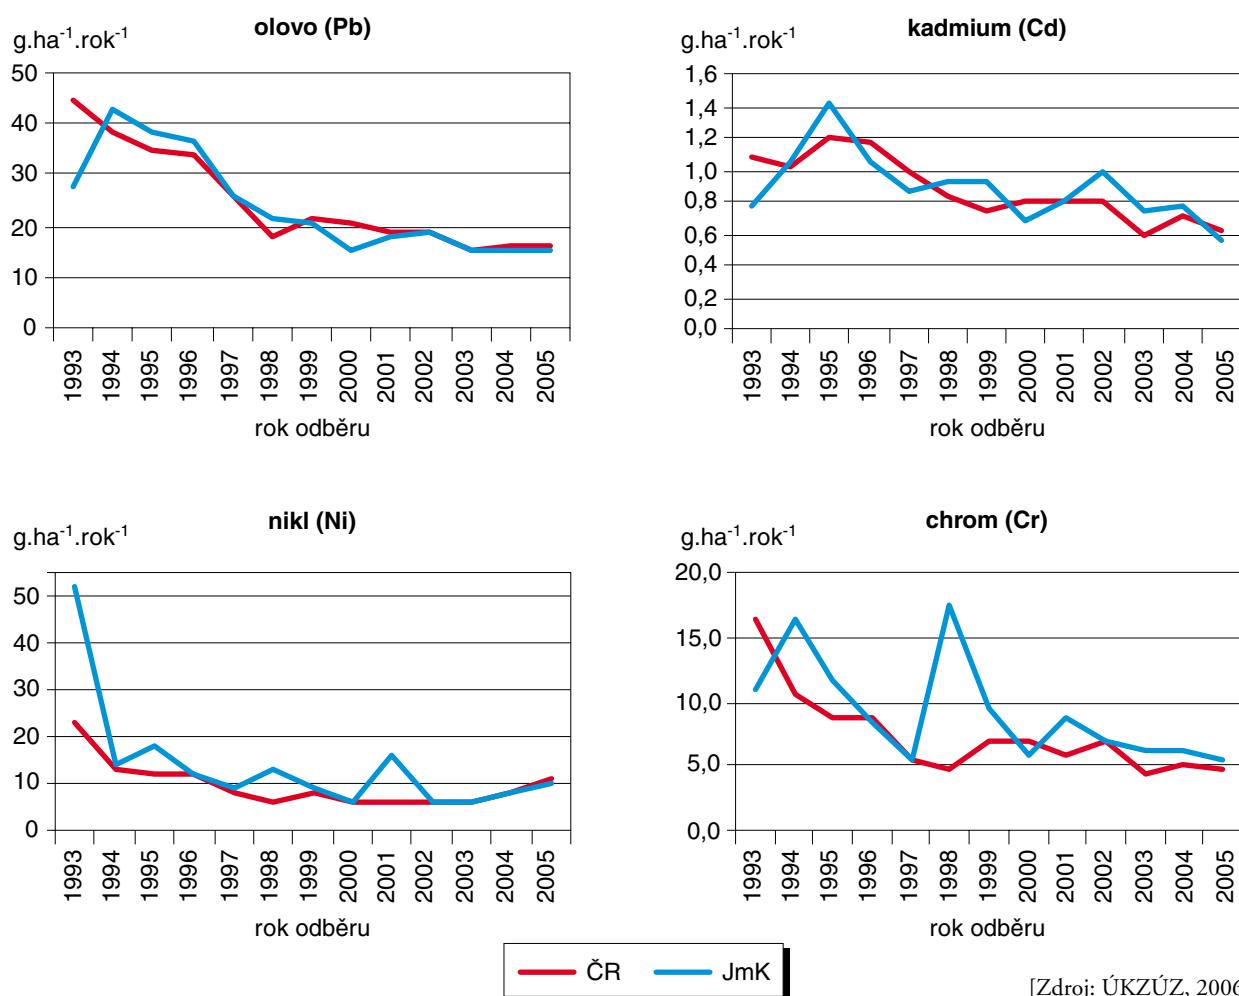 olovo (Pb)
g.ha⁻¹.rok⁻¹
50
40
30
20
10
0
1993 1994 1995 1996 1997 1998 1999 2000 2001 2002 2003 2004 2005
rok odběru
kadmium (Cd)
g.ha⁻¹.rok⁻¹
1,6
1,4
1,2
1,0
0,8
0,6
0,4
0,2
0,0
1993 1994 1995 1996 1997 1998 1999 2000 2001 2002 2003 2004 2005
rok odběru
nikl (Ni)
g.ha⁻¹.rok⁻¹
50
40
30
20
10
0
1993 1994 1995 1996 1997 1998 1999 2000 2001 2002 2003 2004 2005
rok odběru
chrom (Cr)
g.ha⁻¹.rok⁻¹
20,0
15,0
10,0
5,0
0,0
1993 1994 1995 1996 1997 1998 1999 2000 2001 2002 2003 2004 2005
rok odběru
ČR JmK
[Zdroj: ÚKZÚZ, 2006